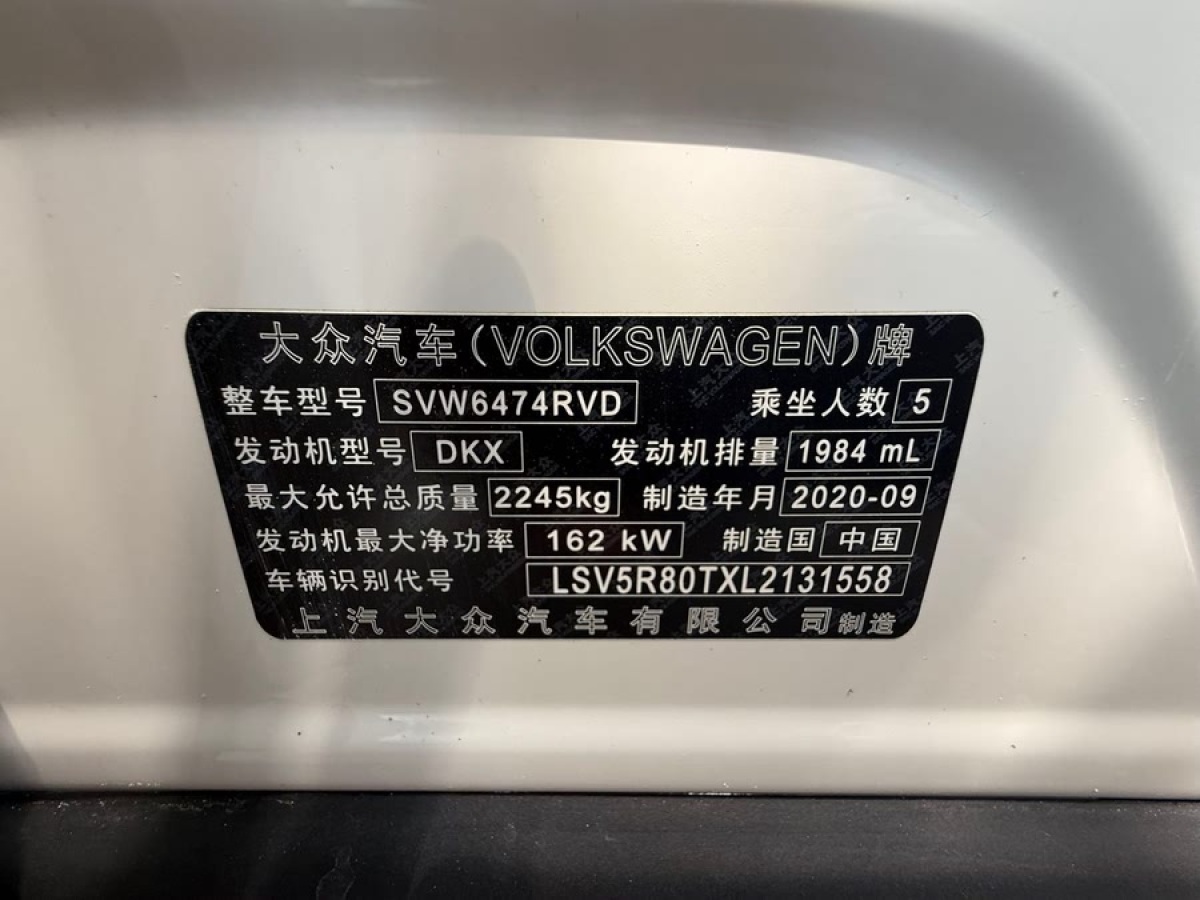 大众汽车(VOLKSWAGEN)牌
整车型号 SVW6474RVD 乘坐人数 5
发动机型号 DKX 发动机排量 1984 mL
最大允许总质量 2245kg 制造年月 2020-09
发动机最大净功率 162 kW 制造国 中国
车辆识别代号 LSV5R80TXL2131558
上汽大众汽车有限公司制造